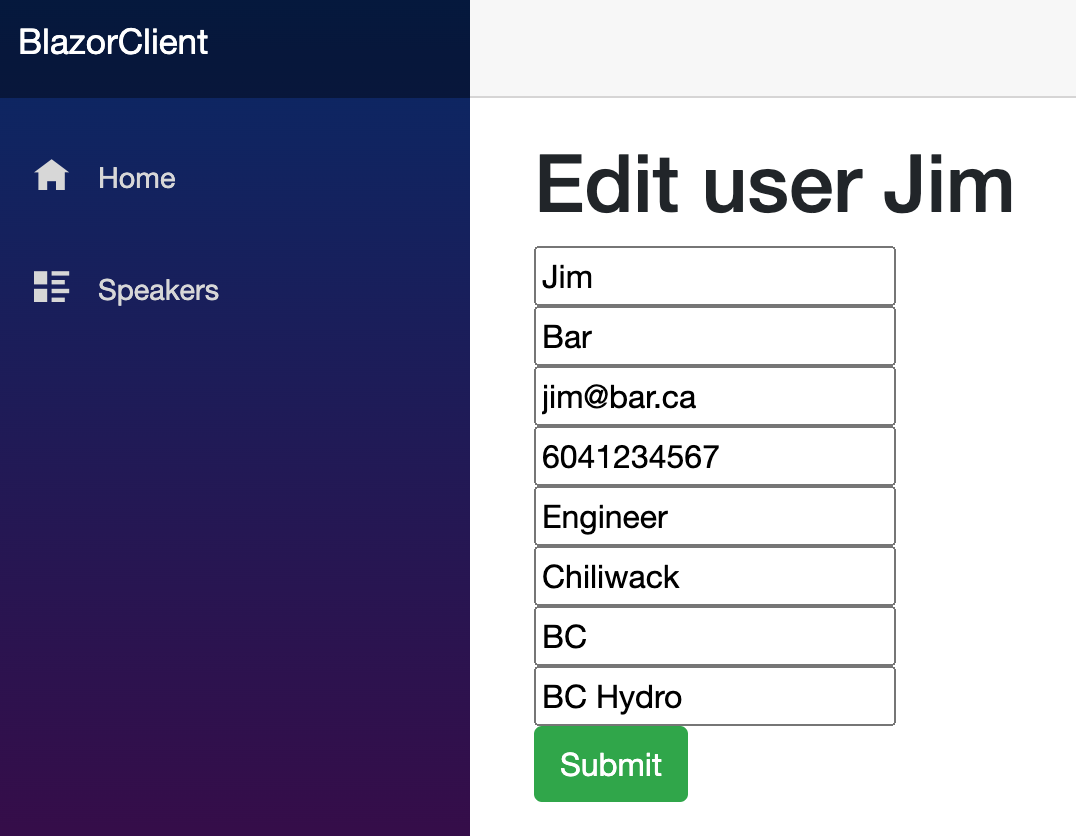 BlazorClient
Home
Speakers
Edit user Jim
Jim
Bar
jim@bar.ca
6041234567
Engineer
Chiliwack
BC
BC Hydro
Submit